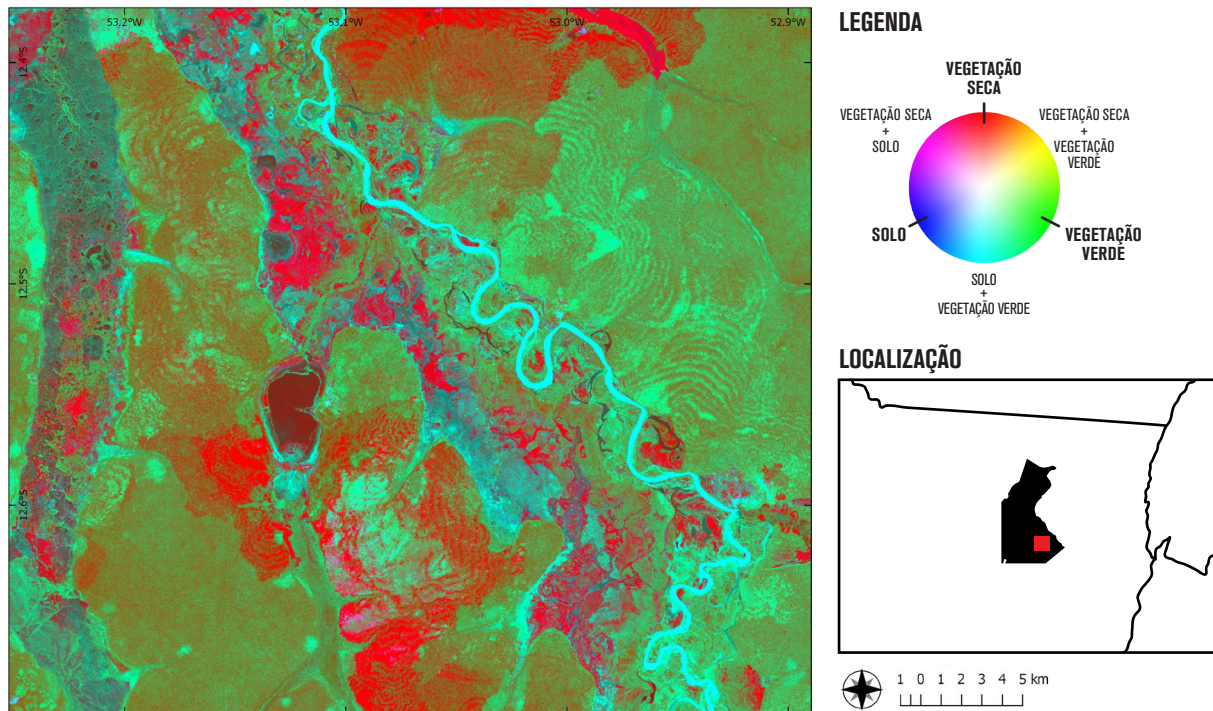 53.2°W
53.1°W
53.0°W
52.9°W
12.4°S
12.5°S
12.6°S
LEGENDA
VEGETAÇÃO
SECA
VEGETAÇÃO SECA
+
SOLO
VEGETAÇÃO SECA
+
VEGETAÇÃO
VERDE
SOLO
VEGETAÇÃO
VERDE
SOLO
+
VEGETAÇÃO VERDE
LOCALIZAÇÃO
1 0 1 2 3 4 5 km